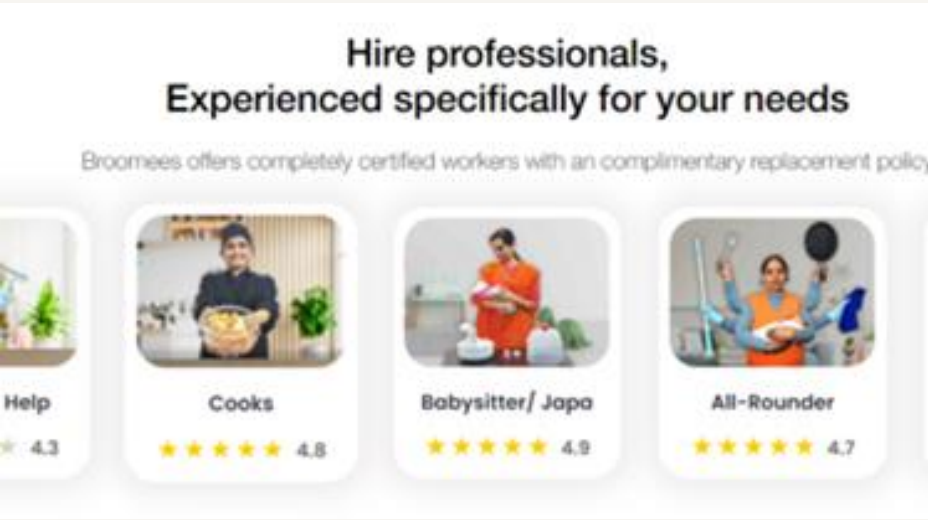 Hire professionals,
Experienced specifically for your needs
Broomees offers completely certified workers with an complimentary replacement policy
Help
4.3
Cooks
4.8
Babysitter/ Japa
4.9
All-Rounder
4.7